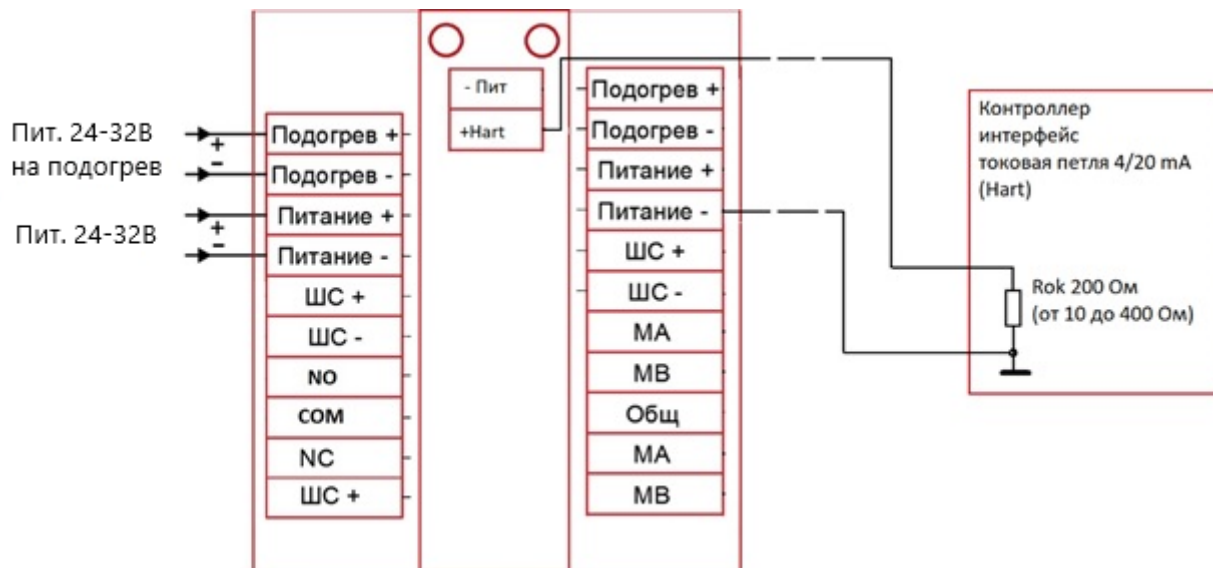 Пит. 24-32В
на подогрев
+
-
Пит. 24-32В
+
-
Подогрев +
Подогрев -
Питание +
Питание -
ШС +
ШС -
NO
COM
NC
ШС +
- Пит
+Hart
Подогрев +
Подогрев -
Питание +
Питание -
ШС +
ШС -
МА
МВ
Общ
МА
МВ
Контроллер
интерфейс
токовая петля 4/20 mA
(Hart)
Rok 200 Ом
(от 10 до 400 Ом)